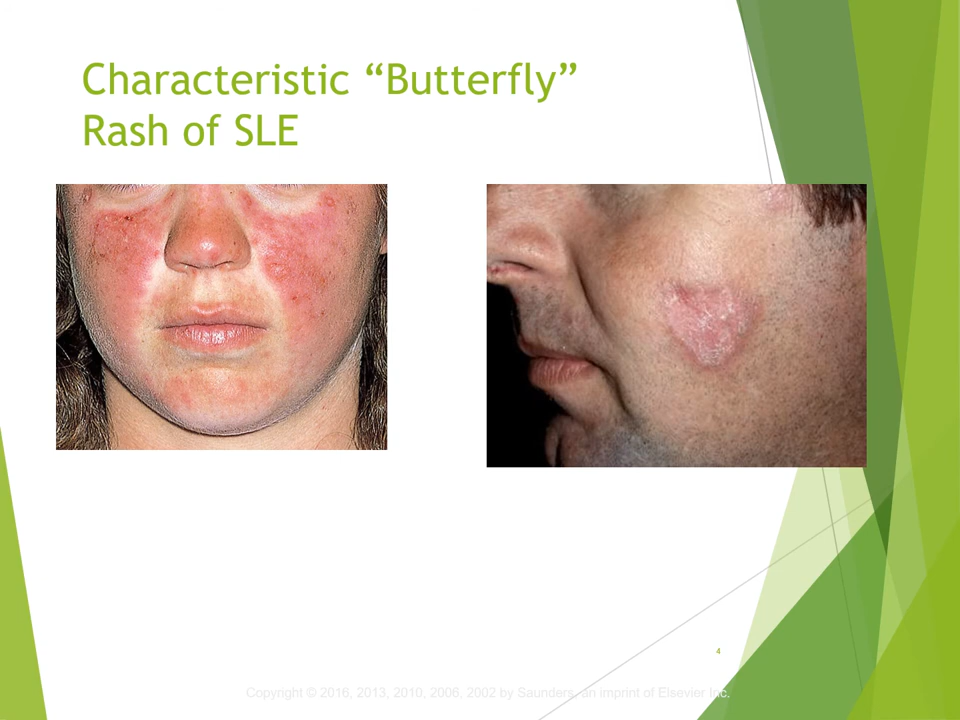 Characteristic “Butterfly”
Rash of SLE
4
Copyright © 2016, 2013, 2010, 2006, 2002 by Saunders, an imprint of Elsevier Inc.